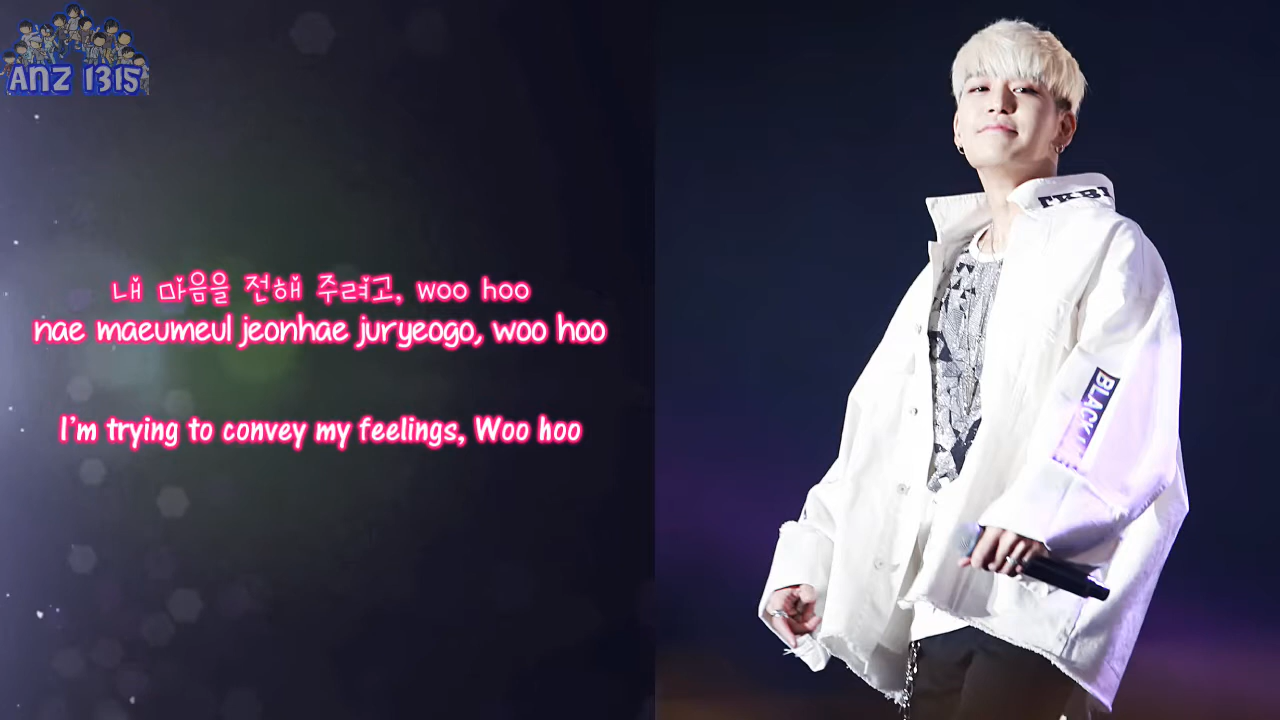 ANZ 1315
내 마음을 전해 주려고, woo hoo
nae maeumeul jeonhae juryeogo, woo hoo
I'm trying to convey my feelings, Woo hoo
BLACK